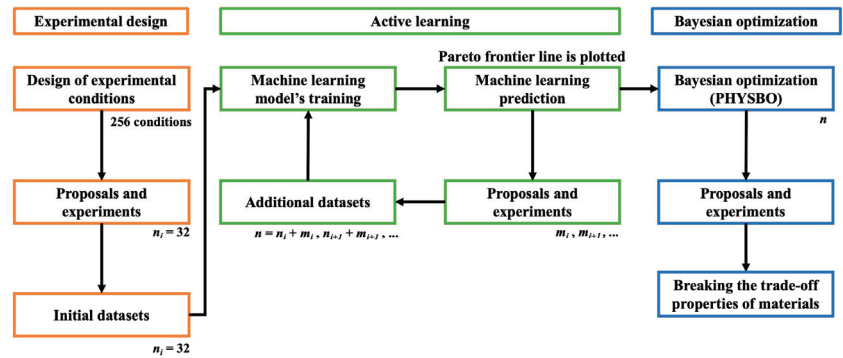 Experimental design
Active learning
Bayesian optimization
Pareto frontier line is plotted
Design of experimental
conditions
256 conditions
Machine learning
model's training
Machine learning
prediction
Bayesian optimization
(PHYSBO)
n
Proposals and
experiments
n_i = 32
Additional datasets
n = n_i + m_i , n_{i+1} + m_{i+1} , ...
Proposals and
experiments
m_i , m_{i+1}, ...
Proposals and
experiments
Initial datasets
n_i = 32
Breaking the trade-off
properties of materials